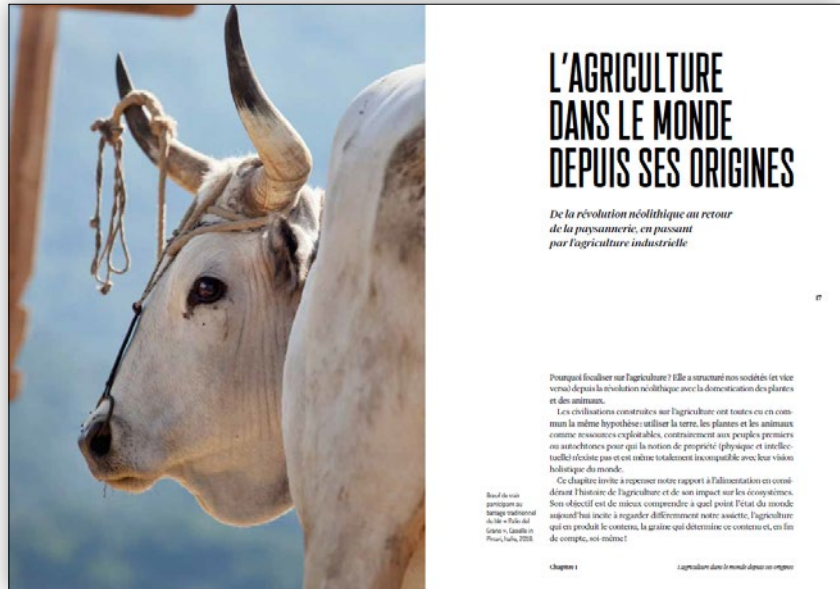 L'AGRICULTURE
DANS LE MONDE
DEPUIS SES ORIGINES
De la révolution néolithique au retour
de la paysannerie, en passant
par l'agriculture industrielle
17
Pourquoi focaliser sur l'agriculture ? Elle a structuré nos sociétés (et vice
versa) depuis la révolution néolithique avec la domestication des plantes
et des animaux.
Les civilisations construites sur l'agriculture ont toutes eu en com-
mun la même hypothèse : utiliser la terre, les plantes et les animaux
comme ressources exploitables, contrairement aux peuples premiers
ou autochtones pour qui la notion de propriété (physique et intellec-
tuelle) n'existe pas et est même totalement incompatible avec leur vision
holistique du monde.
Ce chapitre invite à repenser notre rapport à l'alimentation en consi-
dérant l'histoire de l'agriculture et de son impact sur les écosystèmes.
Son objectif est de mieux comprendre à quel point l'état du monde
aujourd'hui incite à regarder différemment notre assiette, l'agriculture
qui en produit le contenu, la graine qui détermine ce contenu et, en fin
de compte, soi-même !
Bœuf de trait
participant au
battage traditionnel
du blé « Palio del
Grano »,
Italie,
Chapitre 1
L'agriculture dans le monde depuis ses origines